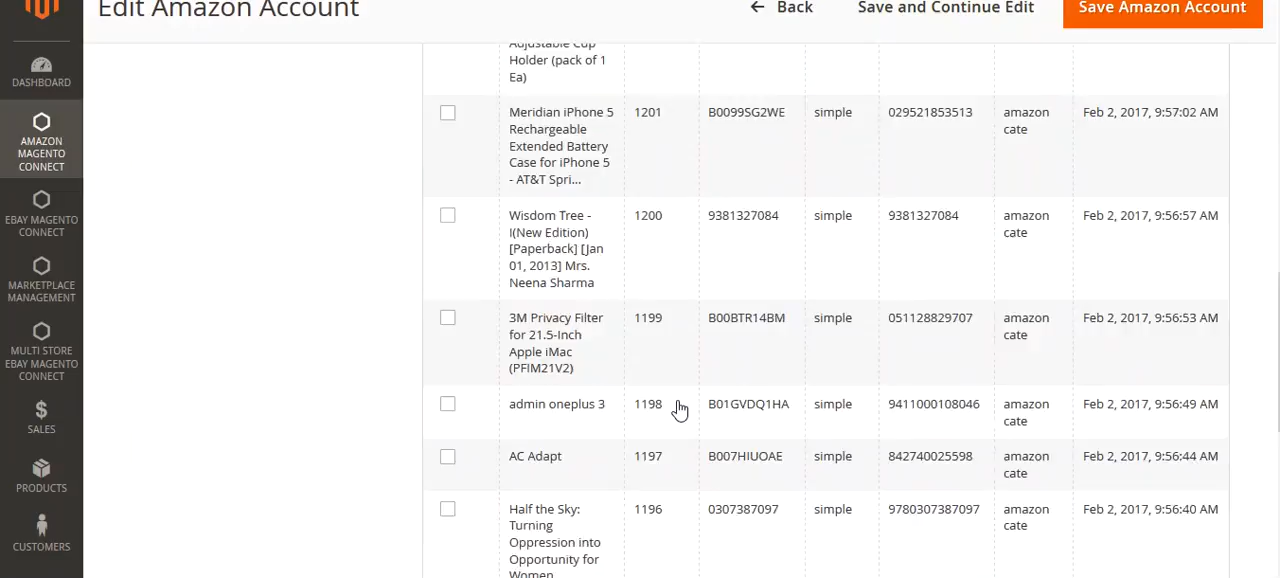 Edit Amazon Account
Back
Save and Continue Edit
Save Amazon Account
DASHBOARD
AMAZON
MAGENTO
CONNECT
EBAY MAGENTO
CONNECT
MARKETPLACE
MANAGEMENT
MULTI STORE
EBAY MAGENTO
CONNECT
SALES
PRODUCTS
CUSTOMERS
Adjustable Cup
Holder (pack of 1
Ea)
Meridian iPhone 5 1201 B0099SG2WE simple 029521853513 amazon Feb 2, 2017, 9:57:02 AM
Rechargeable cate
Extended Battery
Case for iPhone 5
- AT&T Spri...
Wisdom Tree - 1200 9381327084 simple 9381327084 amazon Feb 2, 2017, 9:56:57 AM
I(New Edition) cate
[Paperback] [Jan
01, 2013] Mrs.
Neena Sharma
3M Privacy Filter 1199 B00BTR14BM simple 051128829707 amazon Feb 2, 2017, 9:56:53 AM
for 21.5-Inch cate
Apple iMac
(PFIM21V2)
admin oneplus 3 1198 B01GVDQ1HA simple 9411000108046 amazon Feb 2, 2017, 9:56:49 AM
cate
AC Adapt 1197 B007HIUOAE simple 842740025598 amazon Feb 2, 2017, 9:56:44 AM
cate
Half the Sky: 1196 0307387097 simple 9780307387097 amazon Feb 2, 2017, 9:56:40 AM
Turning cate
Oppression into
Opportunity for
Women